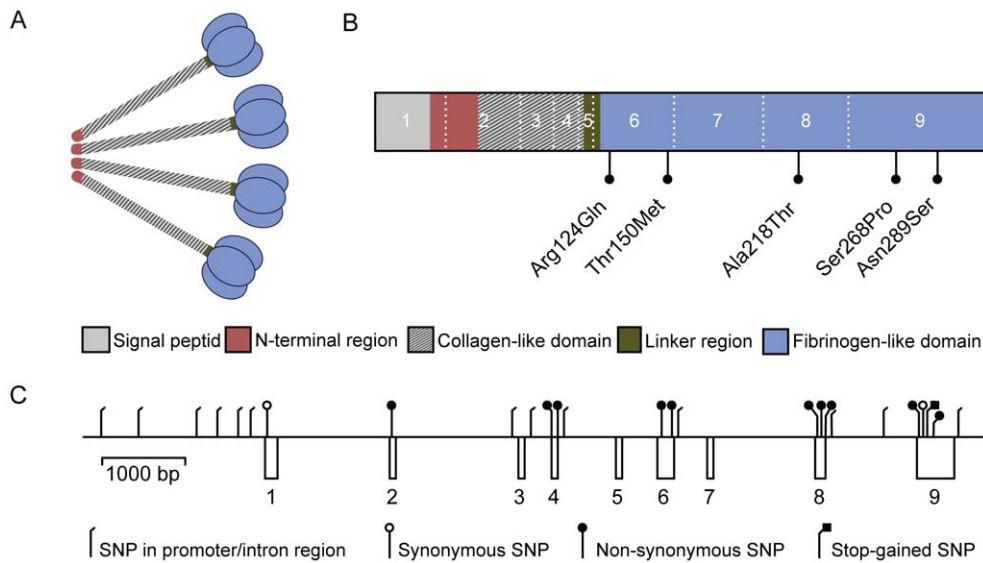 A
B
1 2 3 4 5 6 7 8 9
Arg124Gln
Thr150Met
Ala218Thr
Ser268Pro
Asn289Ser
Signal peptid N-terminal region Collagen-like domain Linker region Fibrinogen-like domain
C
1000 bp
1 2 3 4 5 6 7 8 9
SNP in promoter/intron region Synonymous SNP Non-synonymous SNP Stop-gained SNP